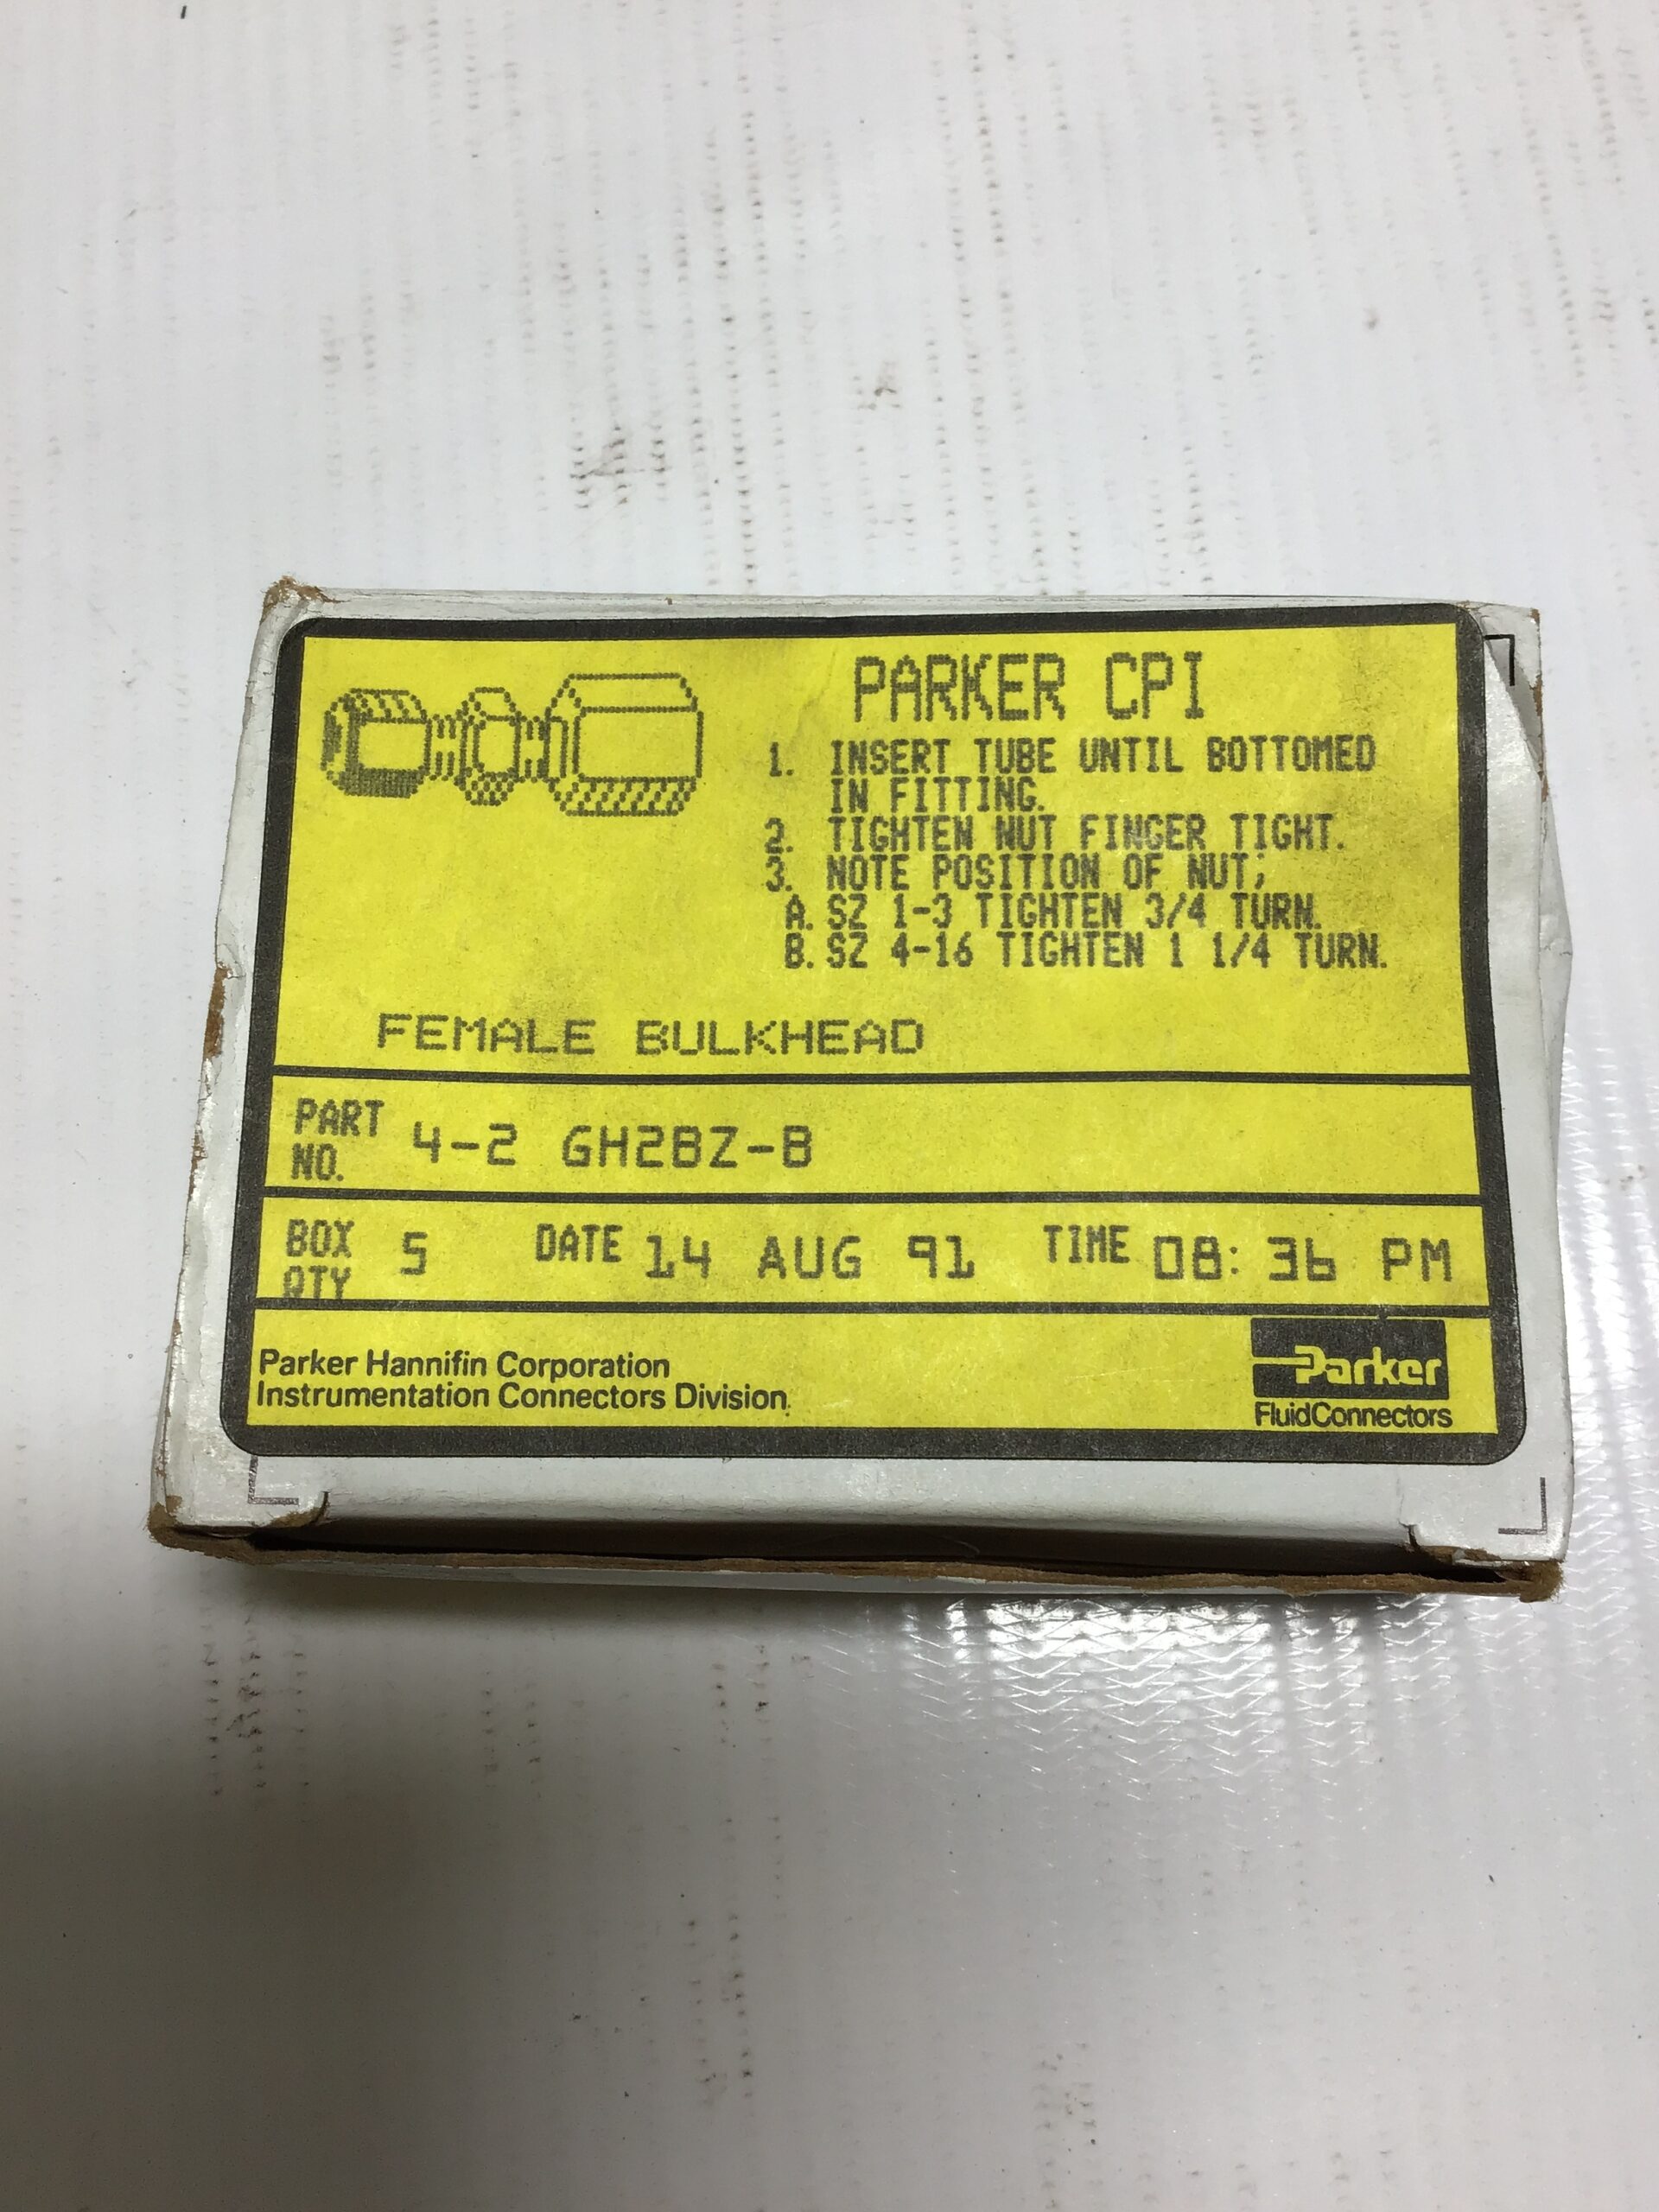 PARKER CPI
1. INSERT TUBE UNTIL BOTTOMED
IN FITTING.
2. TIGHTEN NUT FINGER TIGHT.
3. NOTE POSITION OF NUT;
A. SZ 1-3 TIGHTEN 3/4 TURN.
B. SZ 4-16 TIGHTEN 1 1/4 TURN.
FEMALE BULKHEAD
PART NO. 4-2 GH2BZ-B
BOX QTY 5 DATE 14 AUG 91 TIME 08:36 PM
Parker Hannifin Corporation
Instrumentation Connectors Division
Parker
FluidConnectors